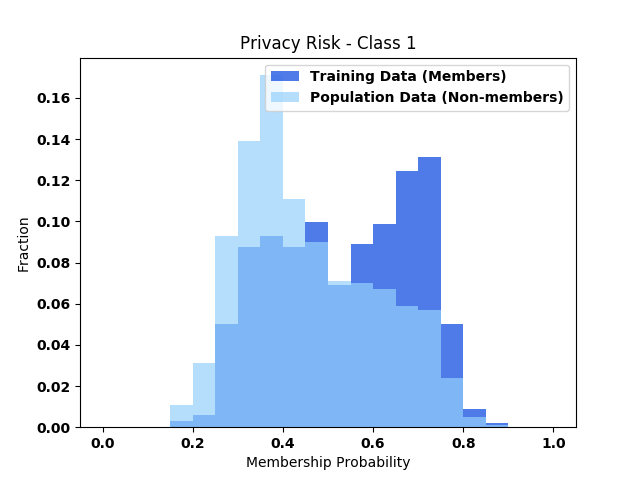 Privacy Risk - Class 1
Training Data (Members)
Population Data (Non-members)
0.16
0.14
0.12
0.10
0.08
0.06
0.04
0.02
0.00
Fraction
0.0 0.2 0.4 0.6 0.8 1.0
Membership Probability